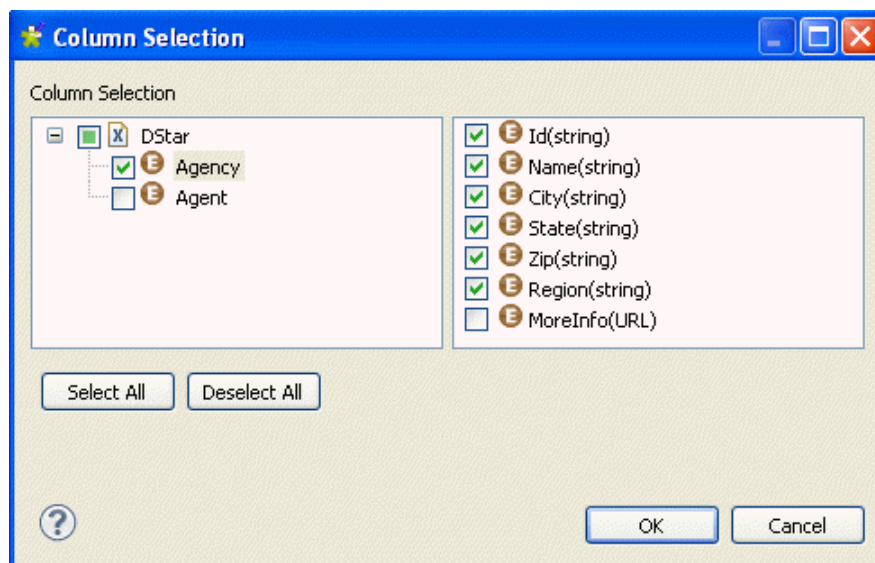 Column Selection
Column Selection
DStar
Agency
Agent
Id(string)
Name(string)
City(string)
State(string)
Zip(string)
Region(string)
MoreInfo(URL)
Select All
Deselect All
OK
Cancel